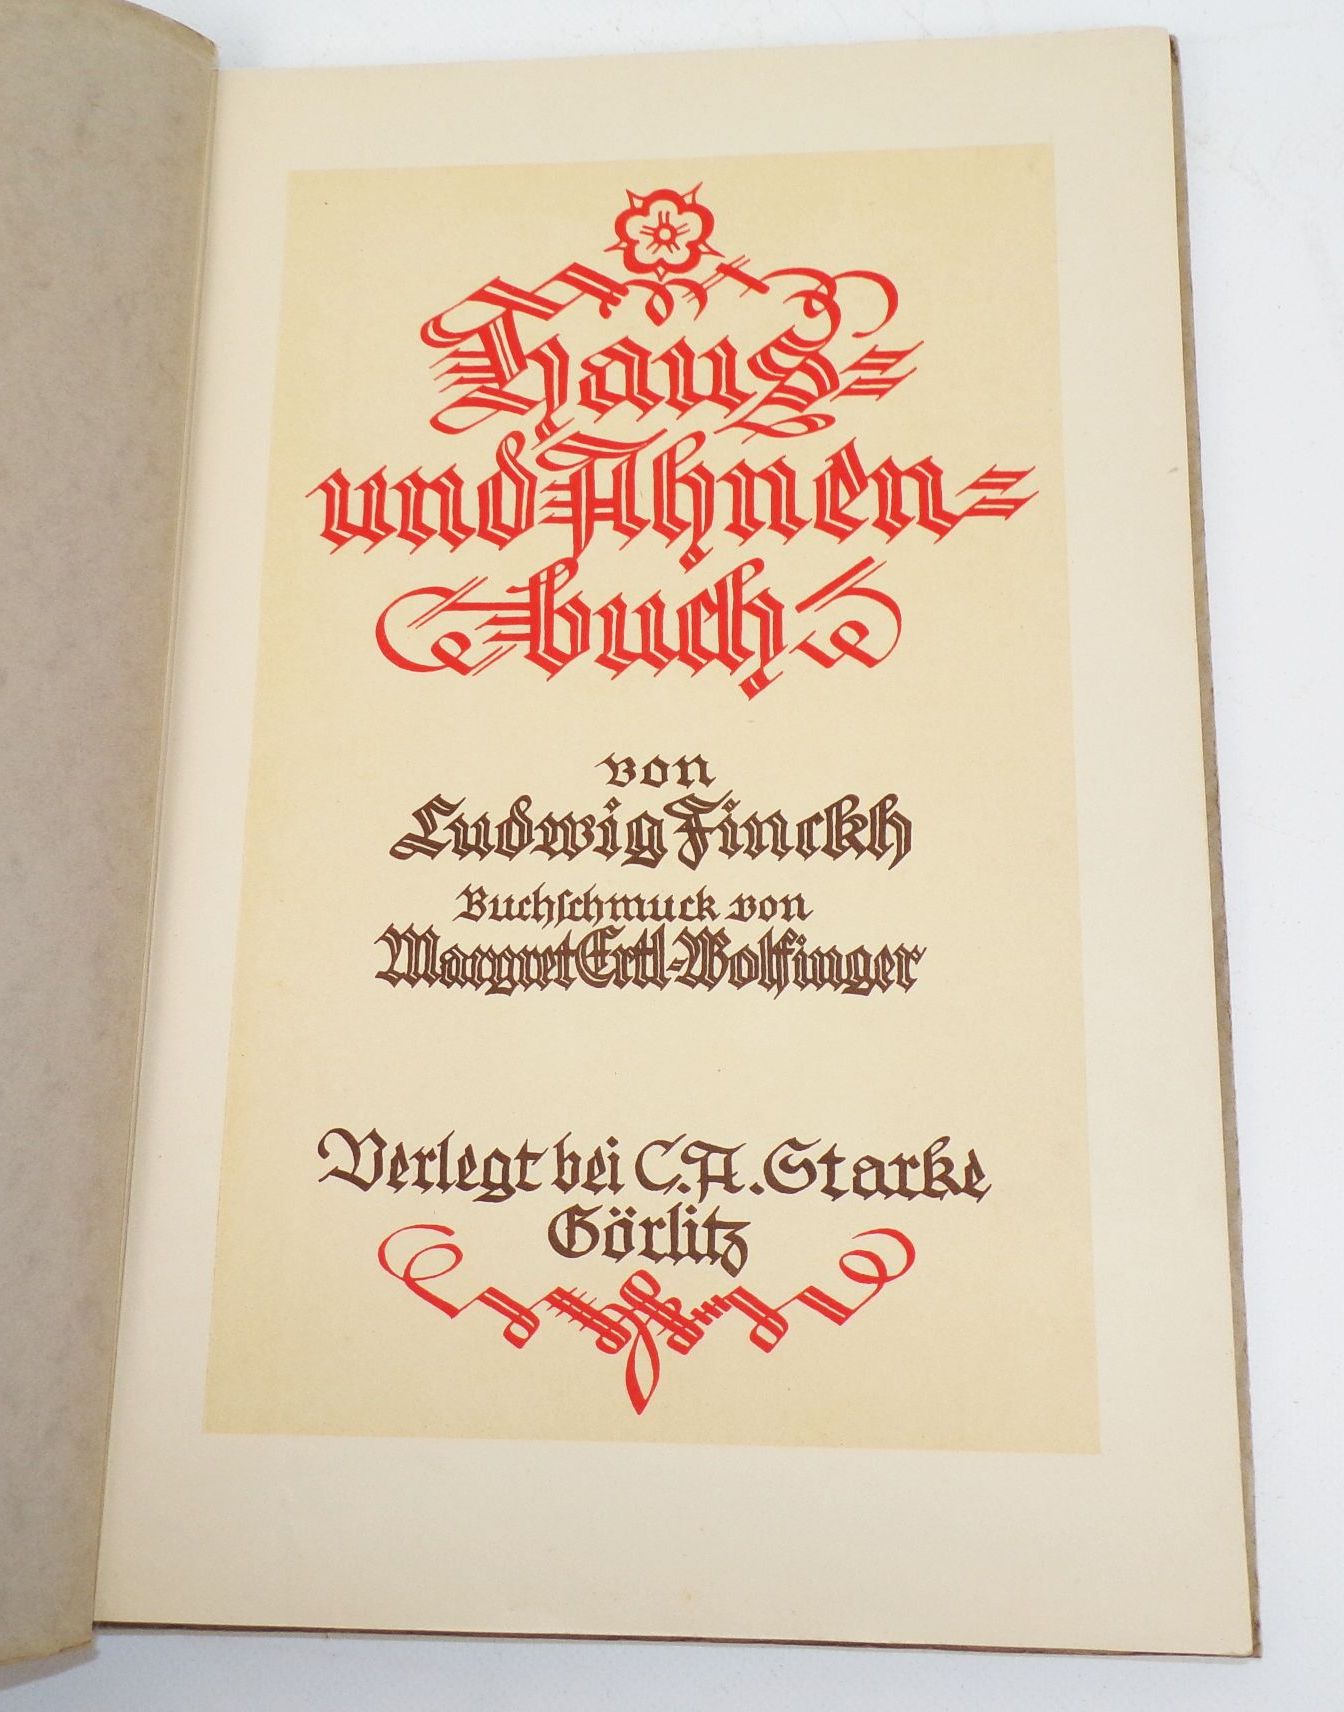 Haus-
und Ahnen-
buch
von
Ludwig Finckh
Buchschmuck von
Margret Ertl-Wolfinger
Verlegt bei C.A. Starke
Görlitz